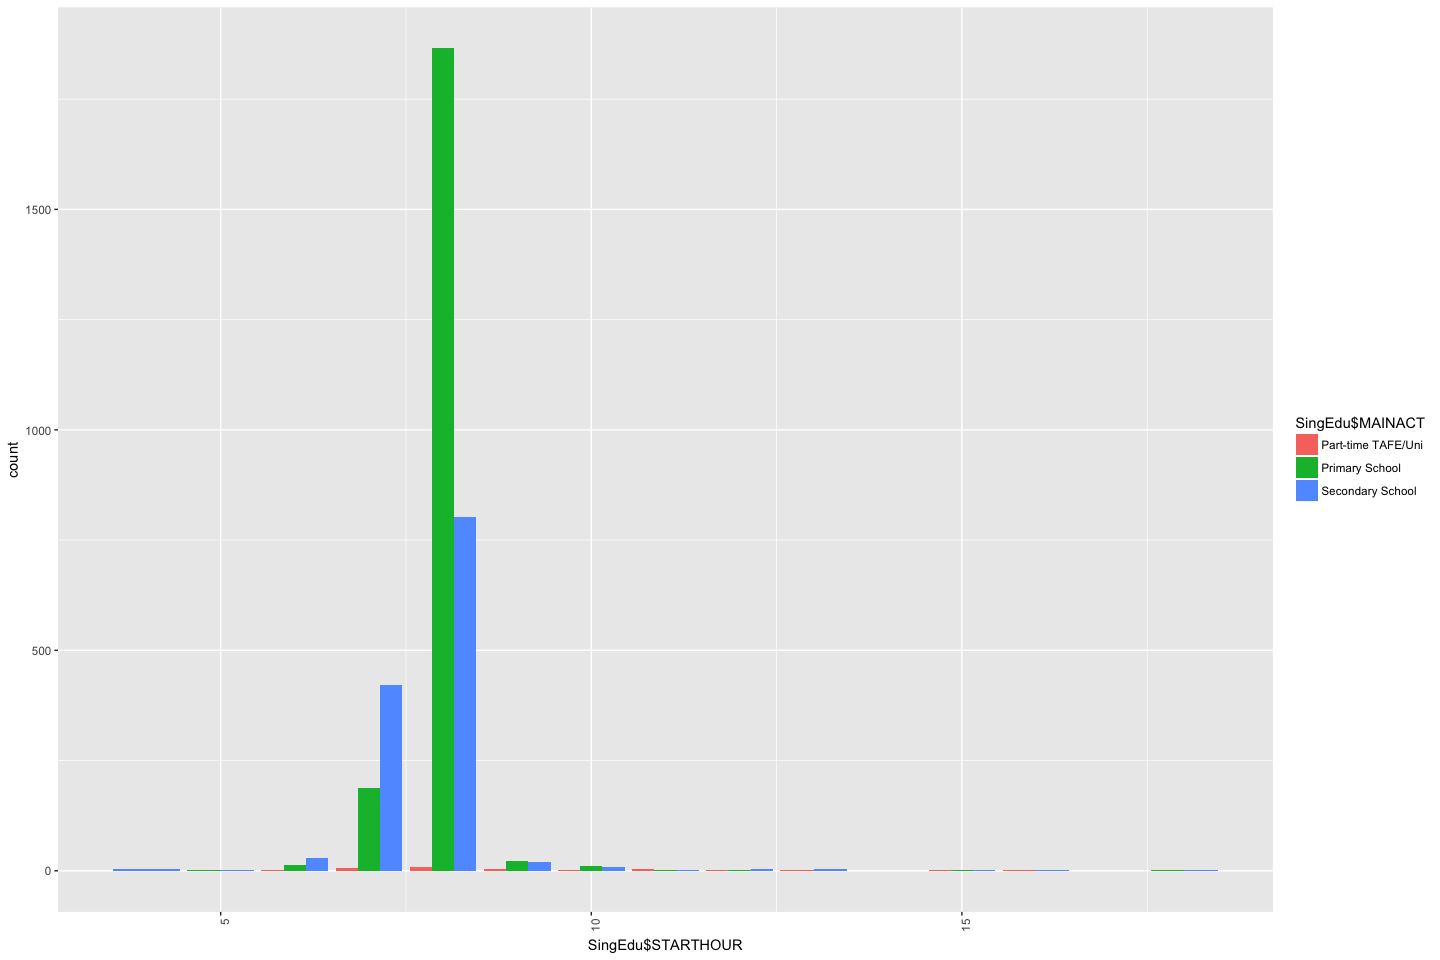 1500
1000
500
0
count
5
10
15
SingEdu$STARTHOUR
SingEdu$MAINACT
Part-time TAFE/Uni
Primary School
Secondary School